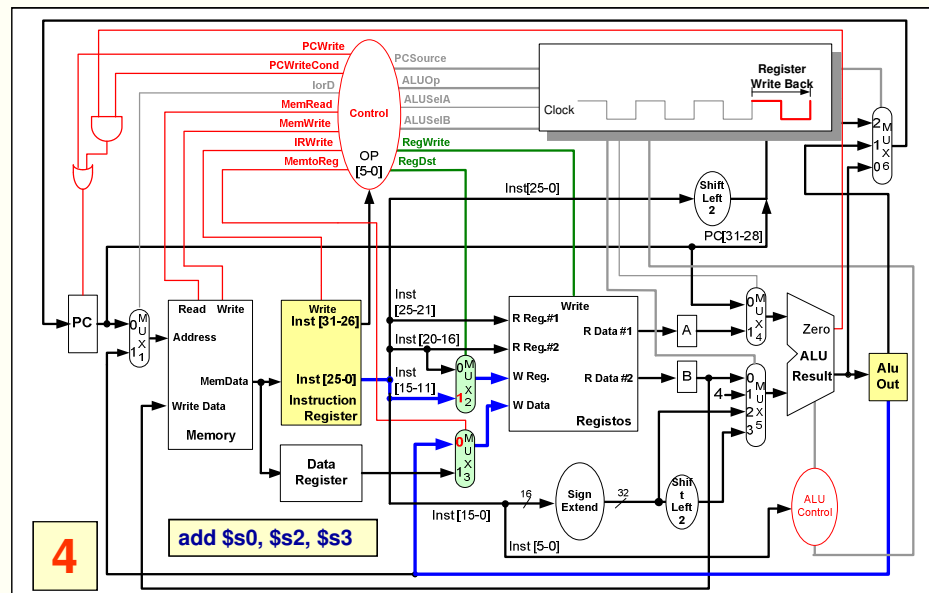 PCWrite
PCWriteCond
IorD
MemRead
MemWrite
IRWrite
MemtoReg
Control
OP
[5-0]
PCSource
ALUOp
ALUSelA
ALUSelB
RegWrite
RegDst
Clock
Register
Write Back
2
1
0
M
U
X
6
Inst[25-0]
Shift
Left
2
PC[31-28]
PC
0
1
M
U
X
1
Read Write
Address
MemData
Write Data
Memory
Write
Inst [31-26]
Inst [25-0]
Instruction
Register
Data
Register
Inst
[25-21]
Inst [20-16]
Inst
[15-11]
0
1
M
U
X
2
0
1
M
U
X
3
Write
R Reg.#1
R Reg.#2
W Reg.
W Data
R Data #1
R Data #2
Registos
A
B
0
1
M
U
X
4
4
0
1
2
3
M
U
X
5
Zero
ALU
Result
Alu
Out
Inst [15-0]
16
Sign
Extend
32
Shif
t
Left
2
Inst [5-0]
ALU
Control
4
add $s0, $s2, $s3